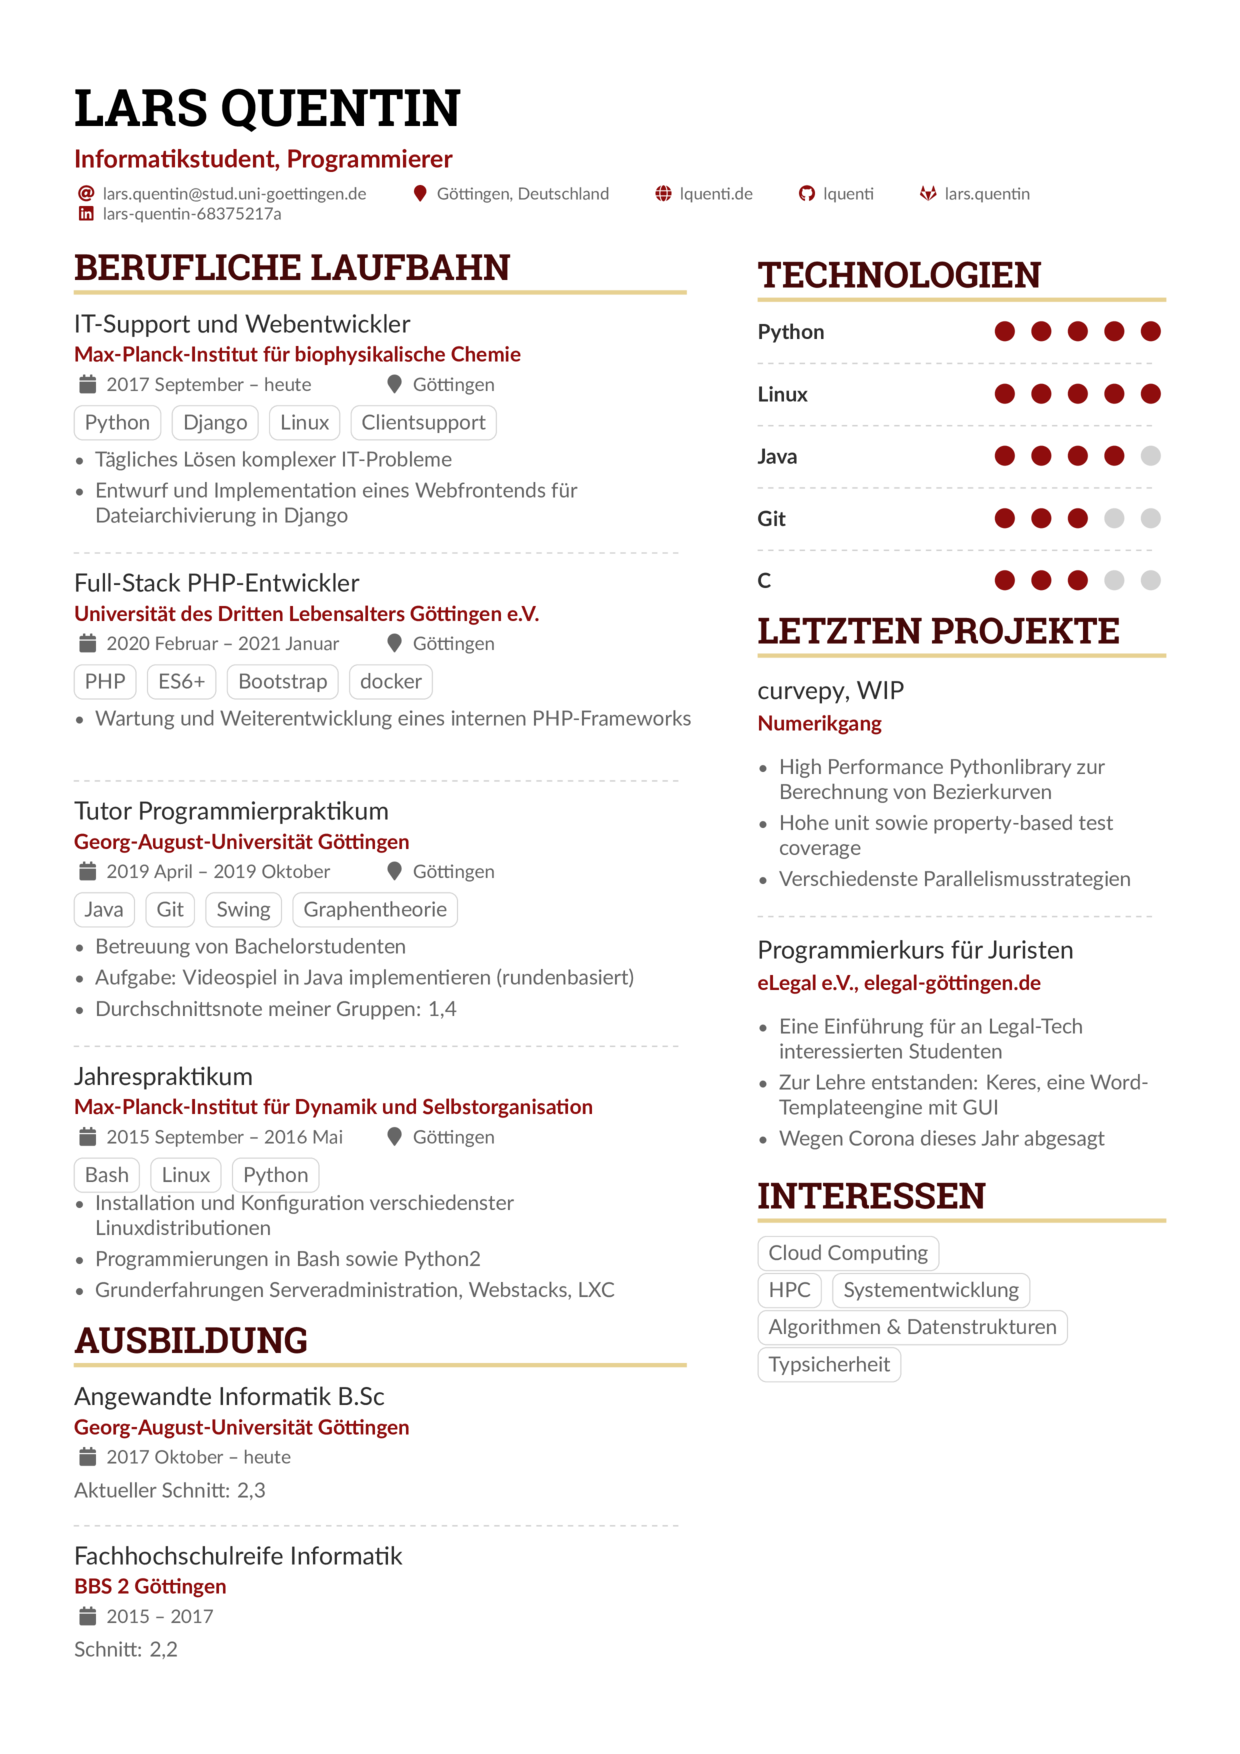 LARS QUENTIN
Informatikstudent, Programmierer
lars.quentin@stud.uni-goettingen.de Göttingen, Deutschland lquenti.de lquenti lars.quentin
lars-quentin-68375217a
BERUFLICHE LAUFBAHN
IT-Support und Webentwickler
Max-Planck-Institut für biophysikalische Chemie
2017 September – heute Göttingen
Python Django Linux Clientsupport
• Tägliches Lösen komplexer IT-Probleme
• Entwurf und Implementation eines Webfrontends für
Dateiarchivierung in Django
Full-Stack PHP-Entwickler
Universität des Dritten Lebensalters Göttingen e.V.
2020 Februar – 2021 Januar Göttingen
PHP ES6+ Bootstrap docker
• Wartung und Weiterentwicklung eines internen PHP-Frameworks
Tutor Programmierpraktikum
Georg-August-Universität Göttingen
2019 April – 2019 Oktober Göttingen
Java Git Swing Graphentheorie
• Betreuung von Bachelorstudenten
• Aufgabe: Videospiel in Java implementieren (rundenbasiert)
• Durchschnittsnote meiner Gruppen: 1,4
Jahrespraktikum
Max-Planck-Institut für Dynamik und Selbstorganisation
2015 September – 2016 Mai Göttingen
Bash Linux Python
• Installation und Konfiguration verschiedenster
Linuxdistributionen
• Programmierungen in Bash sowie Python2
• Grunderfahrungen Serveradministration, Webstacks, LXC
AUSBILDUNG
Angewandte Informatik B.Sc
Georg-August-Universität Göttingen
2017 Oktober – heute
Aktueller Schnitt: 2,3
Fachhochschulreife Informatik
BBS 2 Göttingen
2015 – 2017
Schnitt: 2,2
TECHNOLOGIEN
Python
Linux
Java
Git
C
LETZTEN PROJEKTE
curvepy, WIP
Numerikgang
• High Performance Pythonlibrary zur
Berechnung von Bezierkurven
• Hohe unit sowie property-based test
coverage
• Verschiedenste Parallelismusstrategien
Programmierkurs für Juristen
eLegal e.V., elegal-göttingen.de
• Eine Einführung für an Legal-Tech
interessierten Studenten
• Zur Lehre entstanden: Keres, eine Word-
Templateengine mit GUI
• Wegen Corona dieses Jahr abgesagt
INTERESSEN
Cloud Computing
HPC Systementwicklung
Algorithmen & Datenstrukturen
Typsicherheit